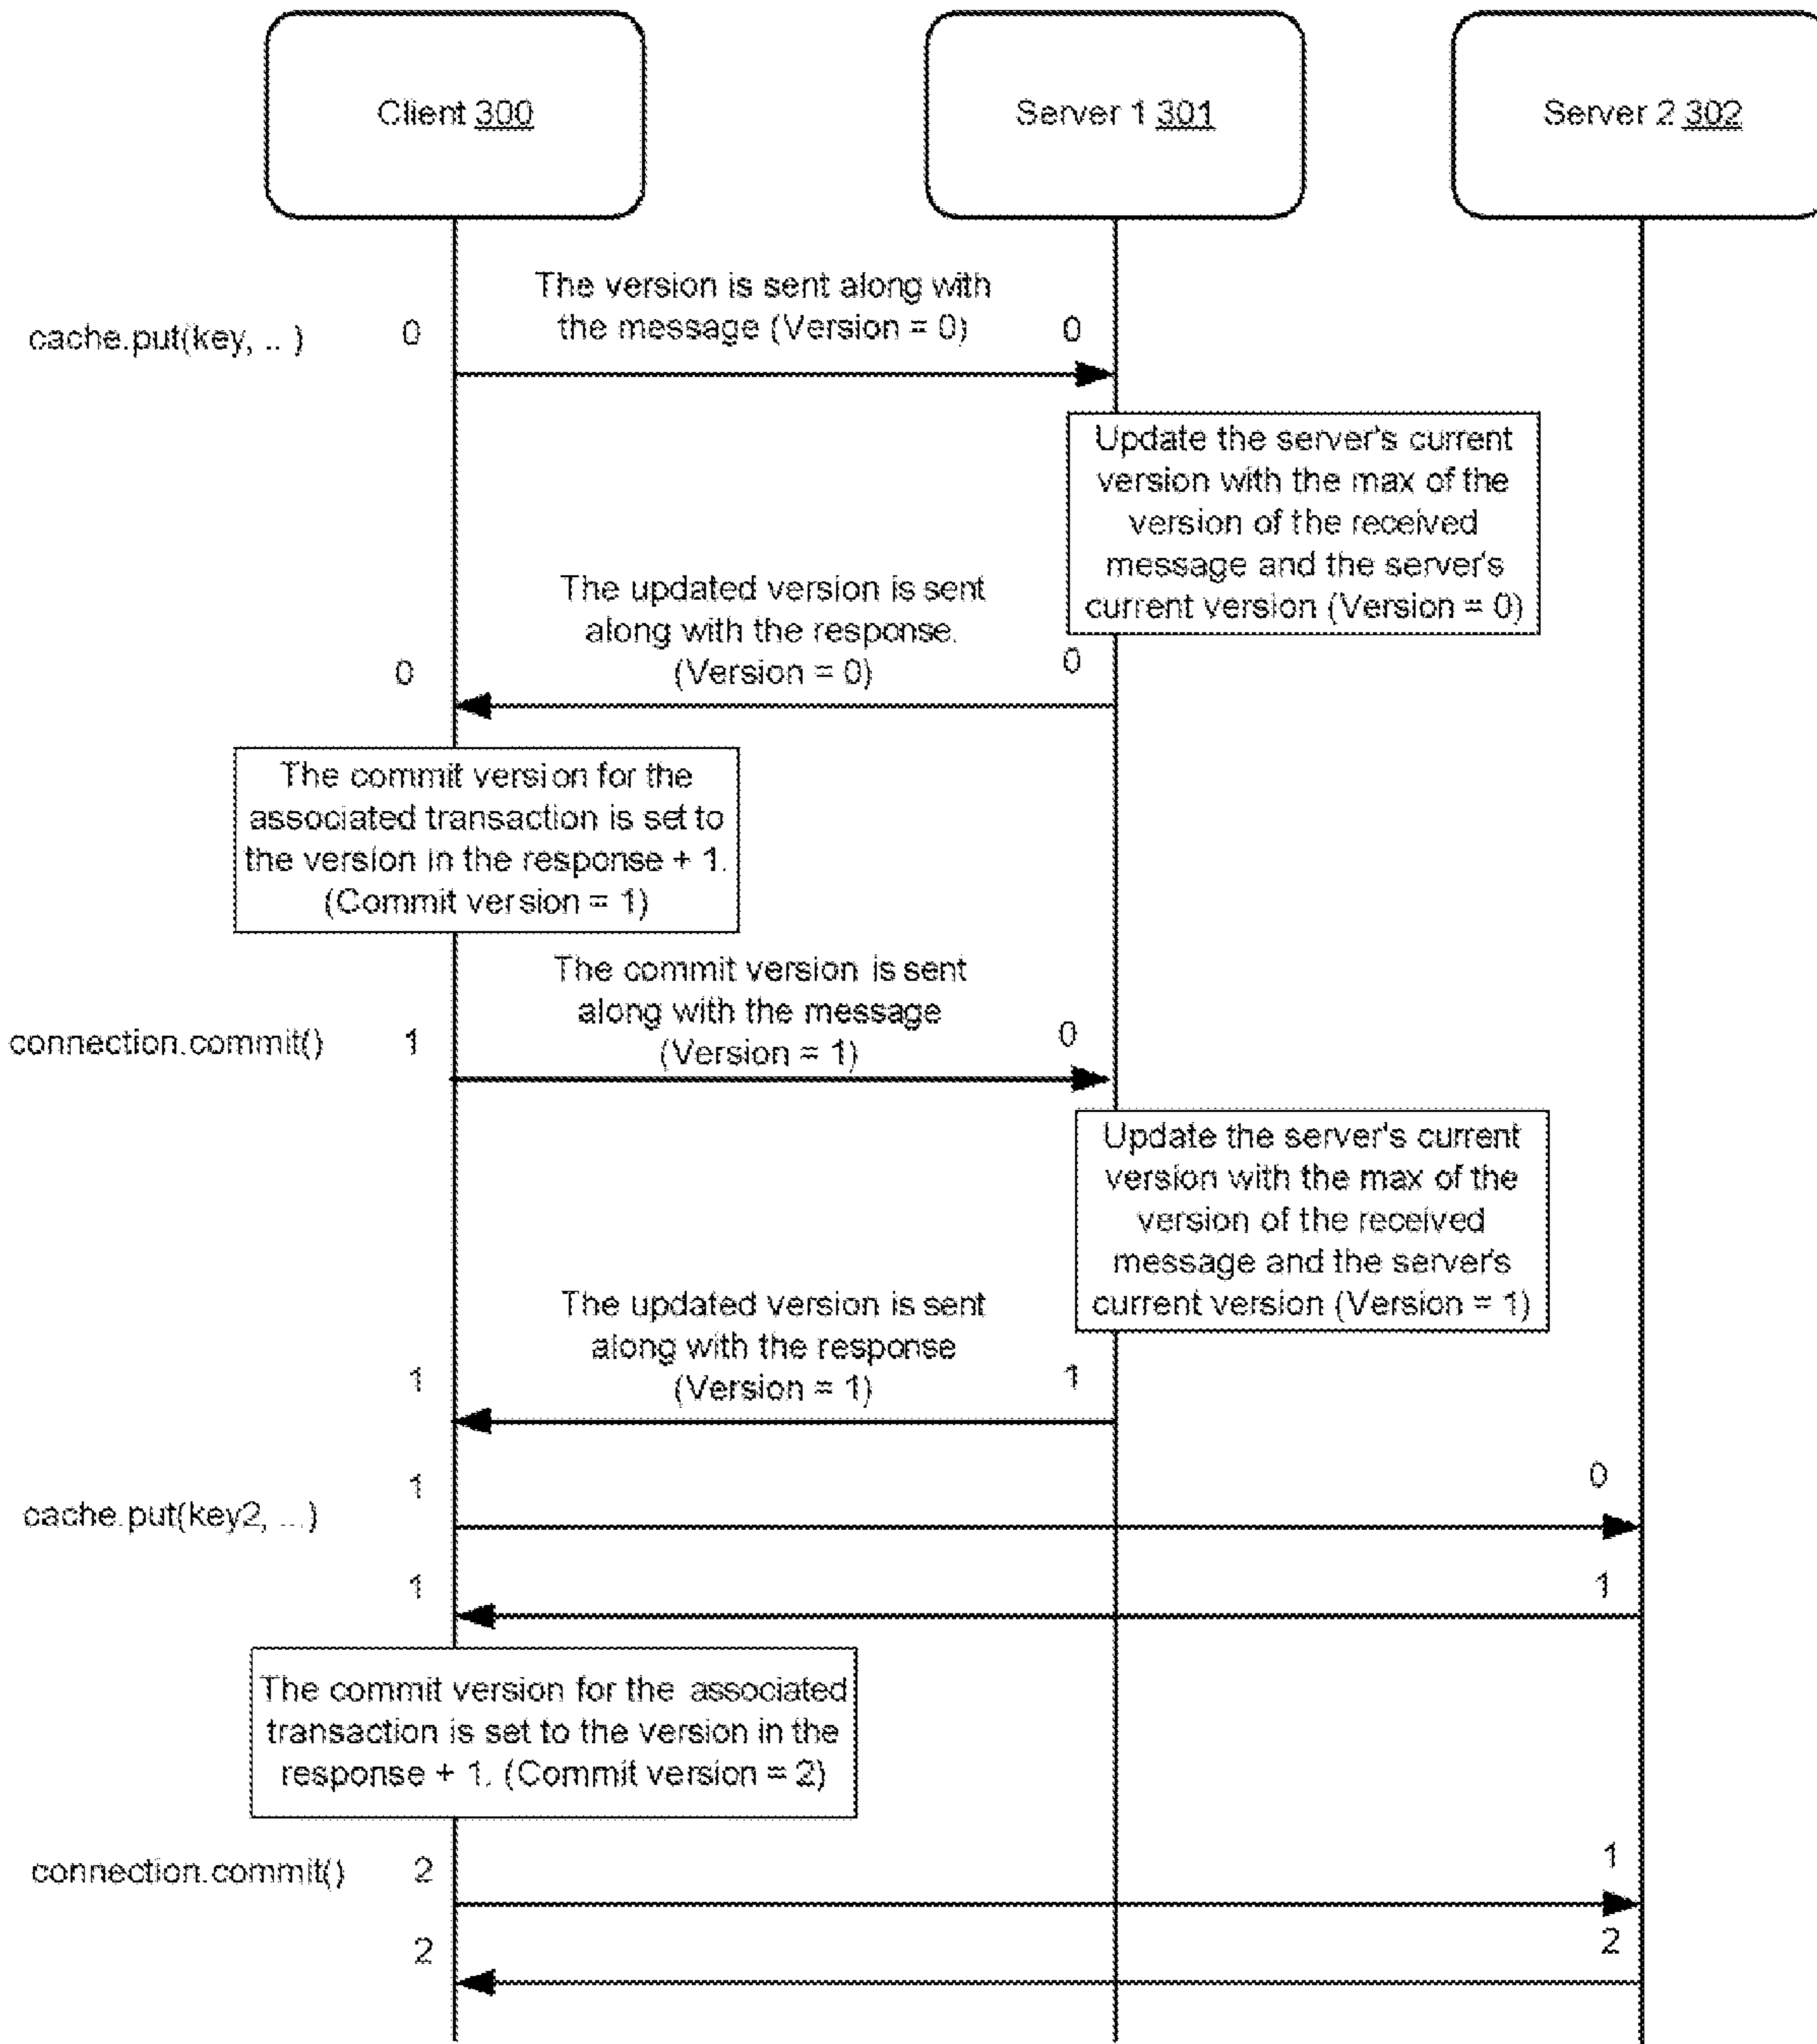 Client 300
Server 1 301
Server 2 302
The version is sent along with
the message (Version = 0)
cache.put(key, .. )
0
0
Update the server's current
version with the max of the
version of the received
message and the server's
current version (Version = 0)
The updated version is sent
along with the response.
(Version = 0)
0
0
The commit version for the
associated transaction is set to
the version in the response + 1.
(Commit version = 1)
The commit version is sent
along with the message
(Version = 1)
connection.commit()
1
0
Update the server's current
version with the max of the
version of the received
message and the server's
current version (Version = 1)
The updated version is sent
along with the response
(Version = 1)
1
1
1
0
cache.put(key2, ...)
1
1
The commit version for the associated
transaction is set to the version in the
response + 1. (Commit version = 2)
connection.commit()
2
1
2
2